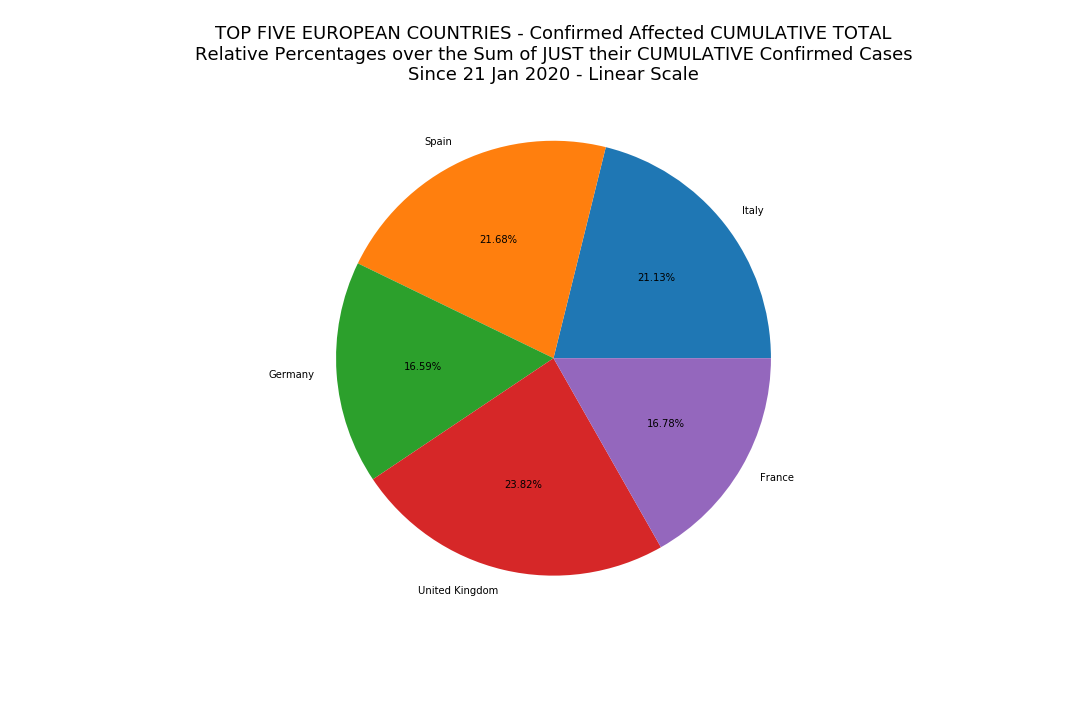 TOP FIVE EUROPEAN COUNTRIES - Confirmed Affected CUMULATIVE TOTAL
Relative Percentages over the Sum of JUST their CUMULATIVE Confirmed Cases
Since 21 Jan 2020 - Linear Scale
Spain
Italy
21.68%
21.13%
Germany
16.59%
16.78%
France
23.82%
United Kingdom